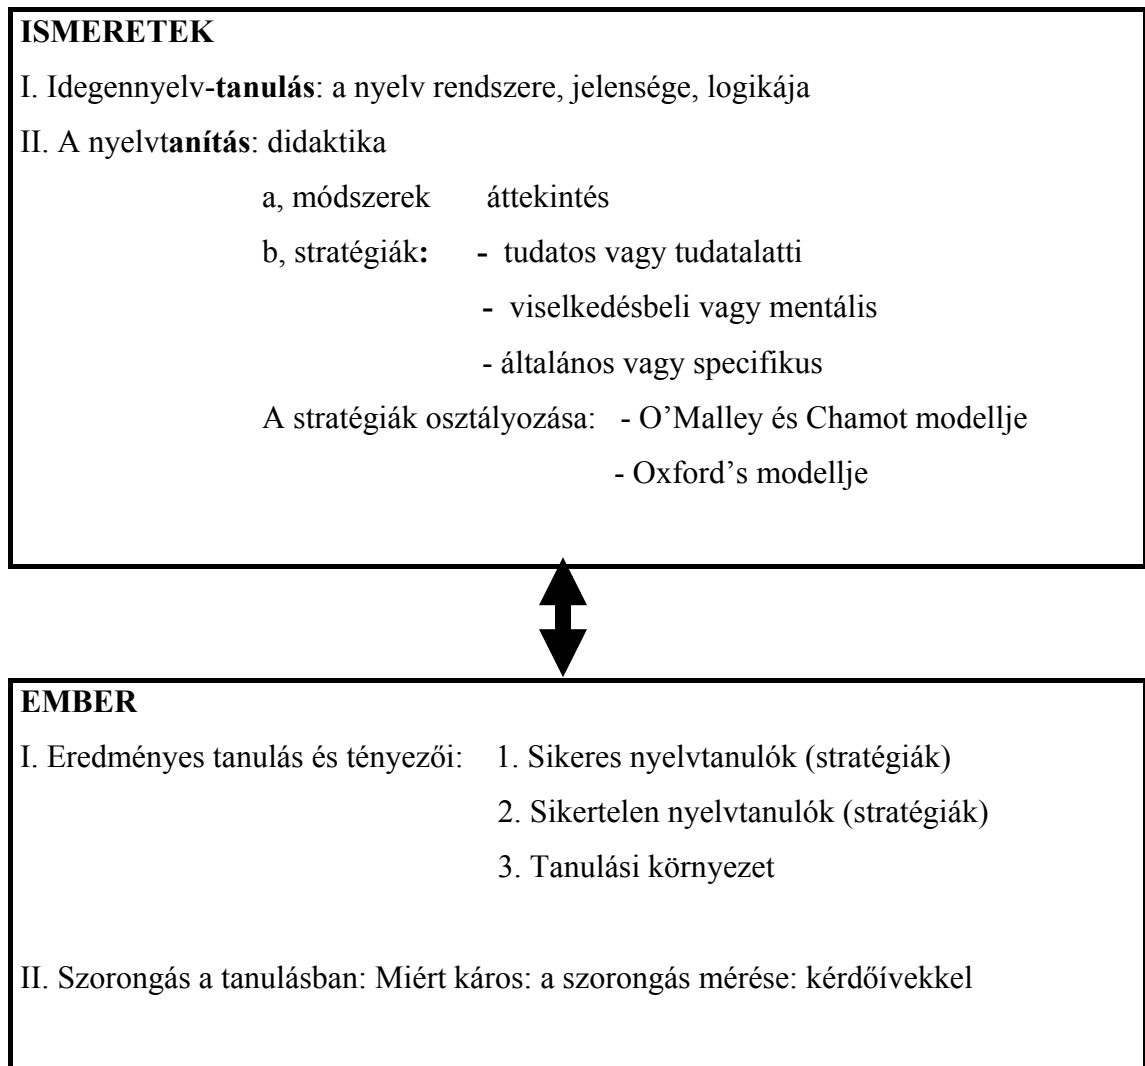 ISMERETEK
I. Idegennyelv-tanulás: a nyelv rendszere, jelensége, logikája
II. A nyelvtanítás: didaktika
a, módszerek áttekintés
b, stratégiák: - tudatos vagy tudatalatti
- viselkedésbeli vagy mentális
- általános vagy specifikus
A stratégiák osztályozása: - O’Malley és Chamot modellje
- Oxford’s modellje
EMBER
I. Eredményes tanulás és tényezői: 1. Sikeres nyelvtanulók (stratégiák)
2. Sikertelen nyelvtanulók (stratégiák)
3. Tanulási környezet
II. Szorongás a tanulásban: Miért káros: a szorongás mérése: kérdőívekkel